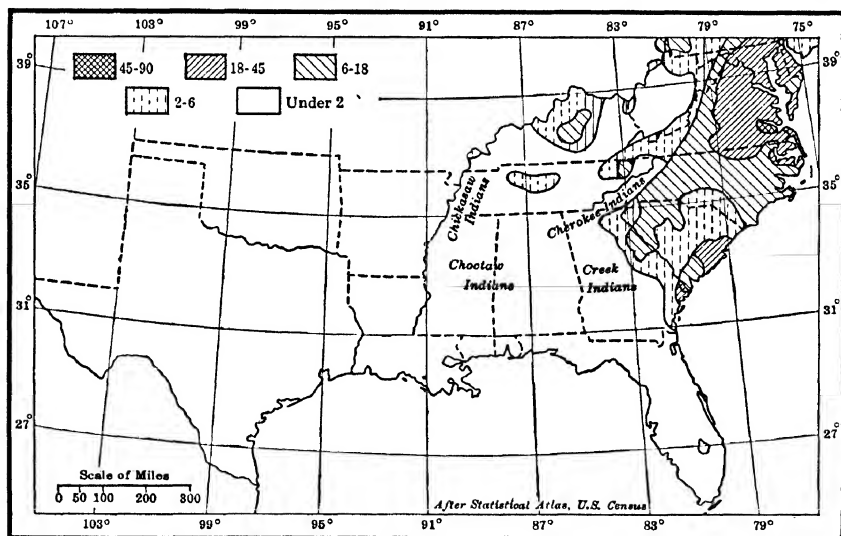 107° 103° 99° 95° 91° 87° 83° 79° 75°
39° 39°
45-90 18-45 6-18
2-6 Under 2
35° 35°
Chickasaw
Indians
Cherokee Indians
Choctaw
Indians
Creek
Indians
31° 31°
27° 27°
Scale of Miles
0 50 100 200 300
After Statistical Atlas, U.S. Census
103° 99° 95° 91° 87° 83° 79°